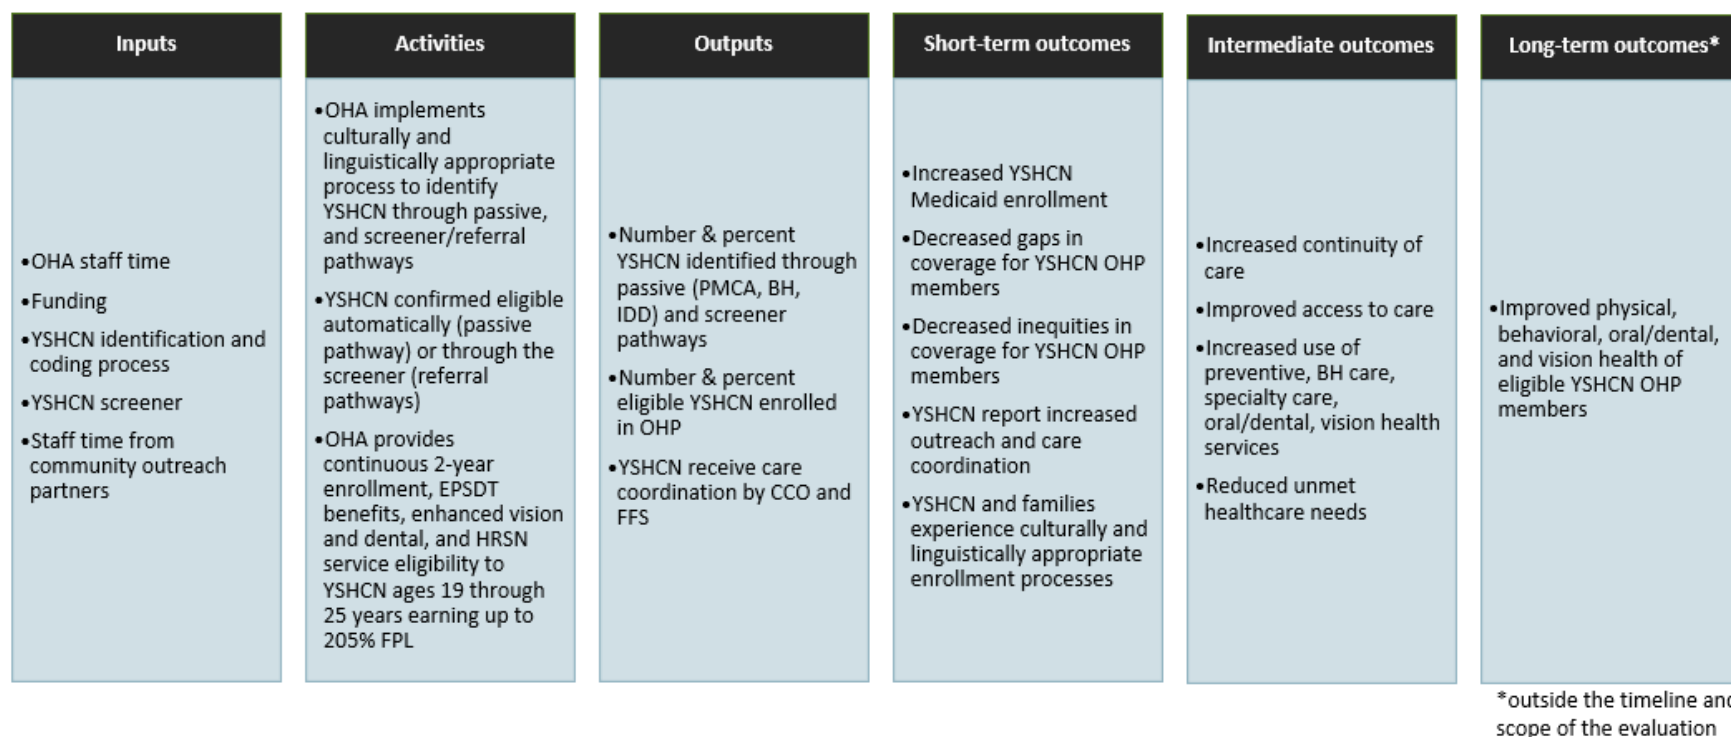 Inputs
•OHA staff time
•Funding
•YSHCN identification and
coding process
•YSHCN screener
•Staff time from
community outreach
partners
Activities
•OHA implements
culturally and
linguistically appropriate
process to identify
YSHCN through passive,
and screener/referral
pathways
•YSHCN confirmed eligible
automatically (passive
pathway) or through the
screener (referral
pathways)
•OHA provides
continuous 2-year
enrollment, EPSDT
benefits, enhanced vision
and dental, and HRSN
service eligibility to
YSHCN ages 19 through
25 years earning up to
205% FPL
Outputs
•Number & percent
YSHCN identified through
passive (PMCA, BH,
IDD) and screener
pathways
•Number & percent
eligible YSHCN enrolled
in OHP
•YSHCN receive care
coordination by CCO and
FFS
Short-term outcomes
•Increased YSHCN
Medicaid enrollment
•Decreased gaps in
coverage for YSHCN OHP
members
•Decreased inequities in
coverage for YSHCN OHP
members
•YSHCN report increased
outreach and care
coordination
•YSHCN and families
experience culturally and
linguistically appropriate
enrollment processes
Intermediate outcomes
•Increased continuity of
care
•Improved access to care
•Increased use of
preventive, BH care,
specialty care,
oral/dental, vision health
services
•Reduced unmet
healthcare needs
Long-term outcomes*
•Improved physical,
behavioral, oral/dental,
and vision health of
eligible YSHCN OHP
members
*outside the timeline and
scope of the evaluation